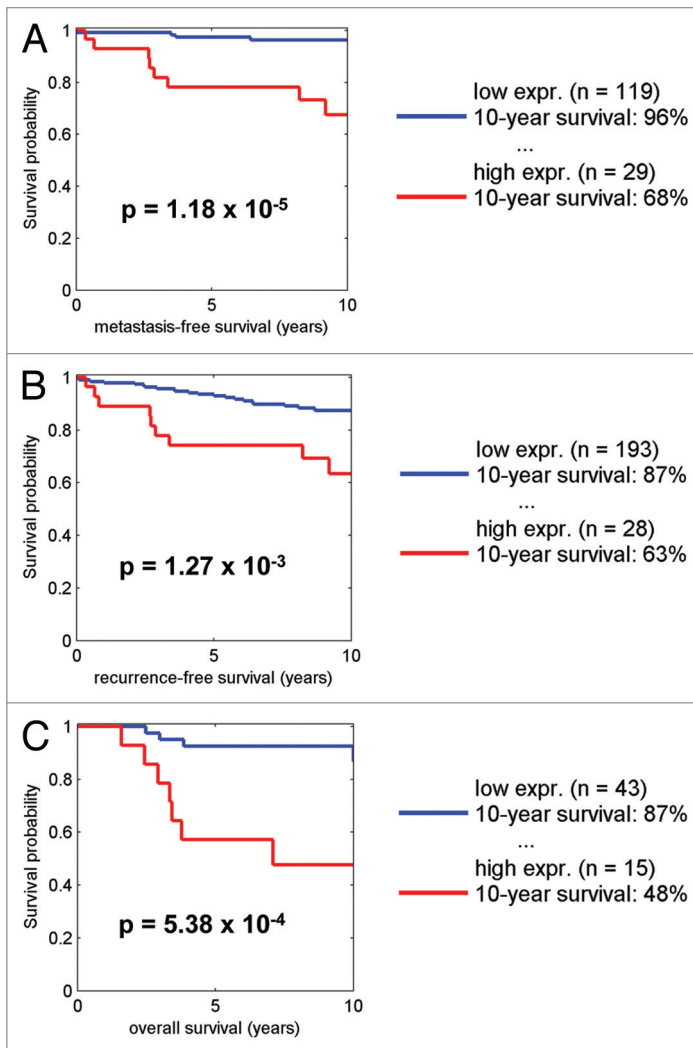 A
Survival probability
1
0.8
0.6
0.4
0.2
0
0 5 10
metastasis-free survival (years)
p = 1.18 x 10⁻⁵
low expr. (n = 119)
10-year survival: 96%
...
high expr. (n = 29)
10-year survival: 68%
B
Survival probability
1
0.8
0.6
0.4
0.2
0
0 5 10
recurrence-free survival (years)
p = 1.27 x 10⁻³
low expr. (n = 193)
10-year survival: 87%
...
high expr. (n = 28)
10-year survival: 63%
C
Survival probability
1
0.8
0.6
0.4
0.2
0
0 5 10
overall survival (years)
p = 5.38 x 10⁻⁴
low expr. (n = 43)
10-year survival: 87%
...
high expr. (n = 15)
10-year survival: 48%